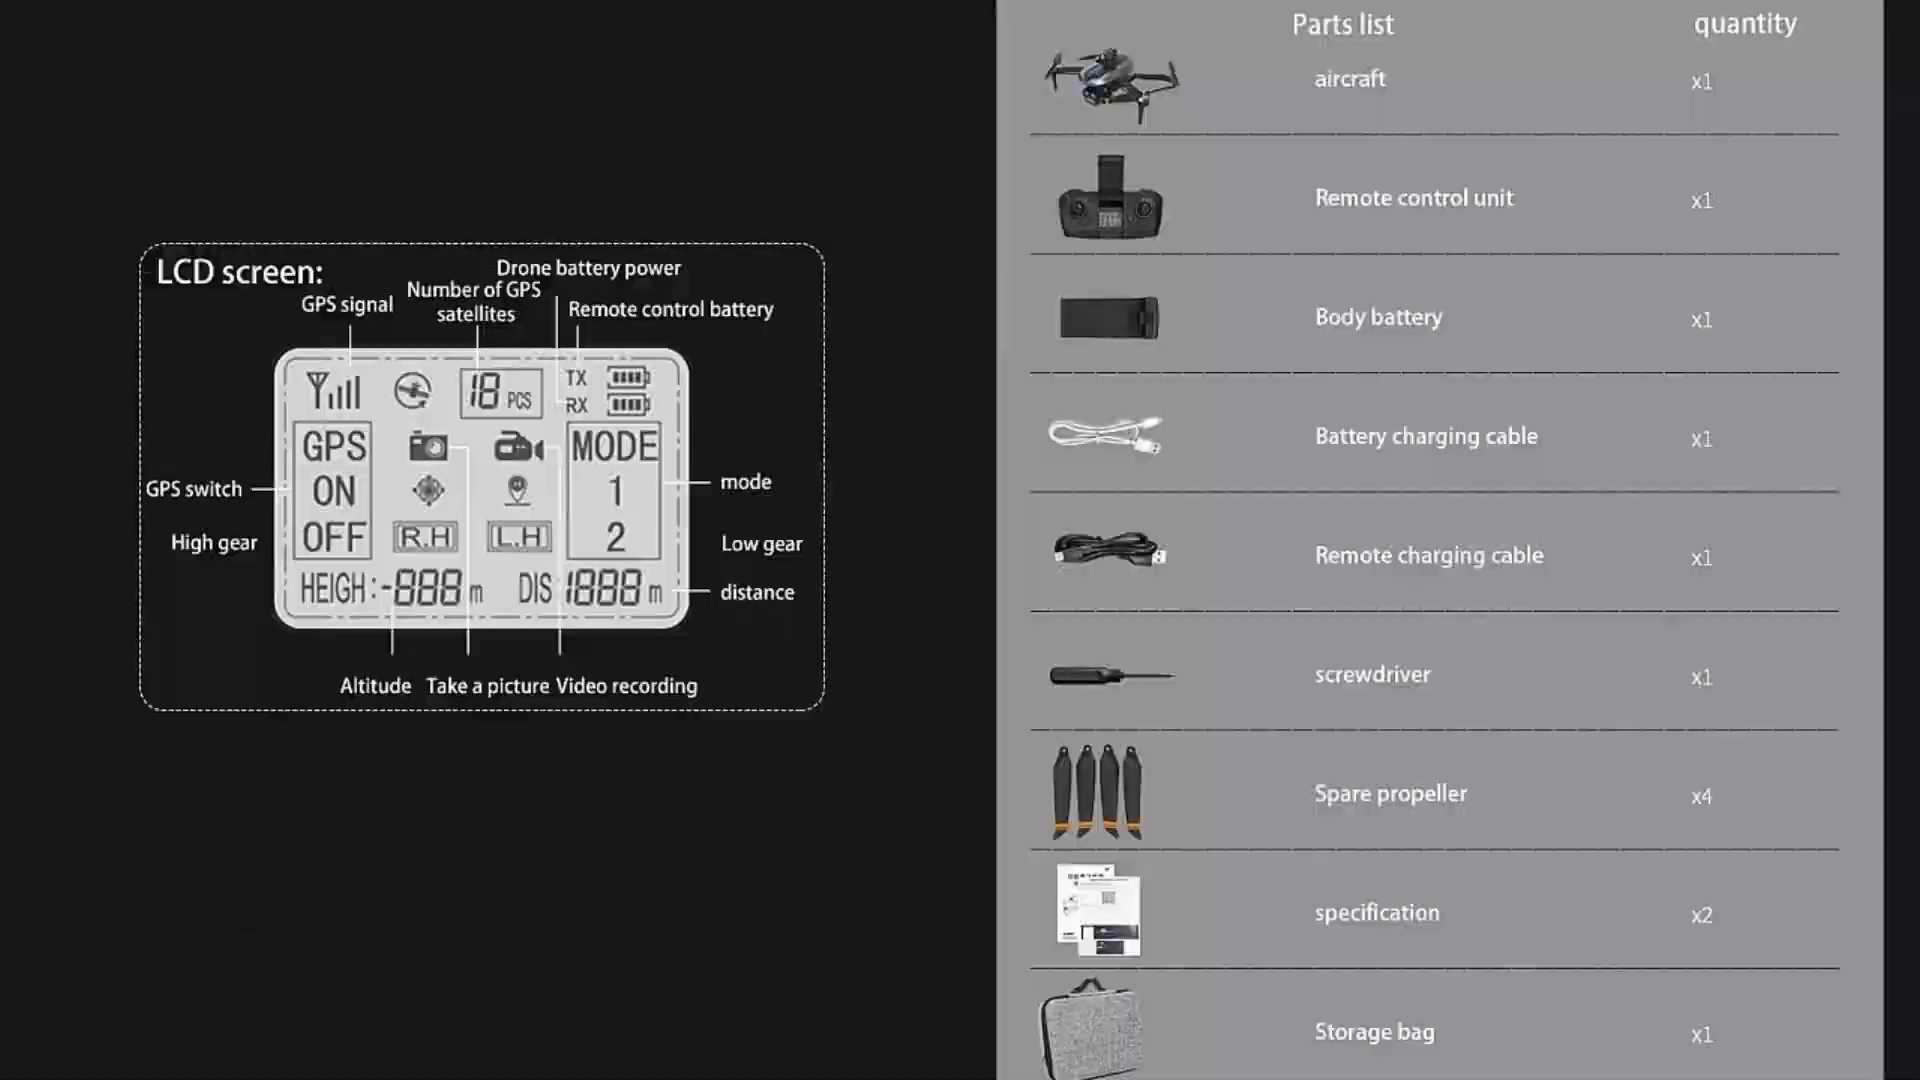 LCD screen:
Drone battery power
Number of GPS
satellites
GPS signal
Remote control battery
18 PCS
TX
RX
GPS
ON
OFF
MODE
1
2
R.H
L.H
HEIGH:-888m
DIS 1888m
GPS switch
High gear
mode
Low gear
distance
Altitude
Take a picture
Video recording
Parts list
quantity
aircraft
x1
Remote control unit
x1
Body battery
x1
Battery charging cable
x1
Remote charging cable
x1
screwdriver
x1
Spare propeller
x4
specification
x2
Storage bag
x1